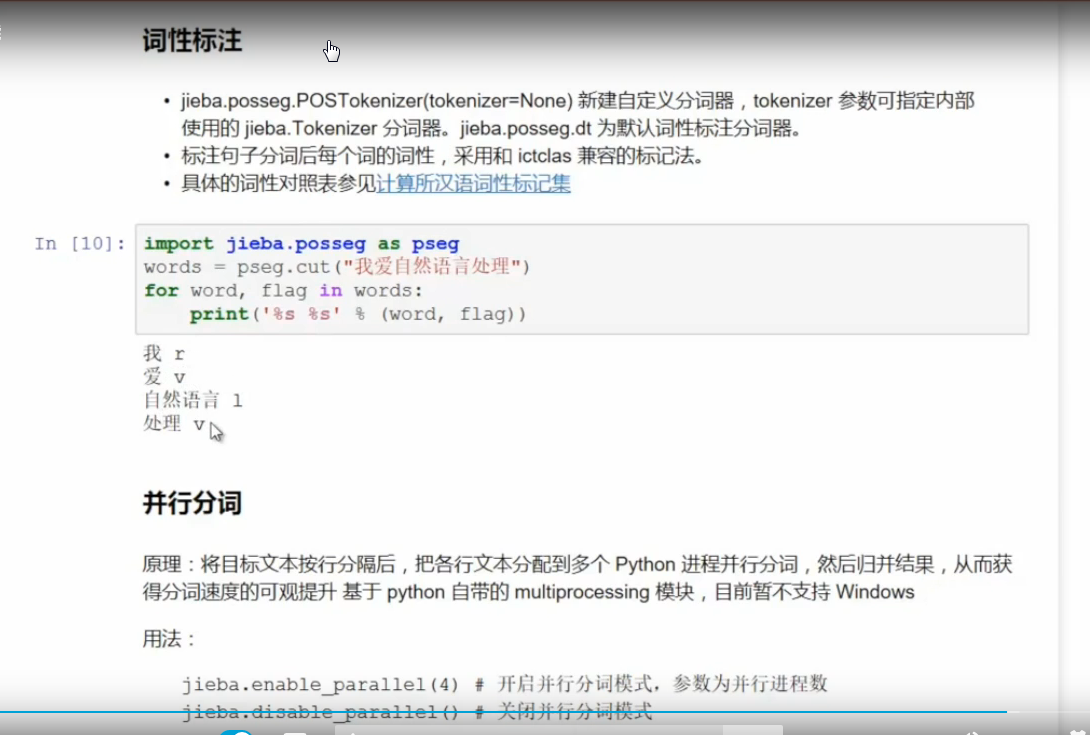 词性标注
• jieba.posseg.POSTokenizer(tokenizer=None) 新建自定义分词器，tokenizer 参数可指定内部
使用的 jieba.Tokenizer 分词器。jieba.posseg.dt 为默认词性标注分词器。
• 标注句子分词后每个词的词性，采用和 ictclas 兼容的标记法。
• 具体的词性对照表参见计算所汉语词性标记集
In [10]: import jieba.posseg as pseg
words = pseg.cut("我爱自然语言处理")
for word, flag in words:
    print('%s %s' % (word, flag))
我 r
爱 v
自然语言 l
处理 v
并行分词
原理：将目标文本按行分隔后，把各行文本分配到多个 Python 进程并行分词，然后归并结果，从而获
得分词速度的可观提升 基于 python 自带的 multiprocessing 模块，目前暂不支持 Windows
用法：
jieba.enable_parallel(4) # 开启并行分词模式，参数为并行进程数
jieba.disable_parallel() # 关闭并行分词模式